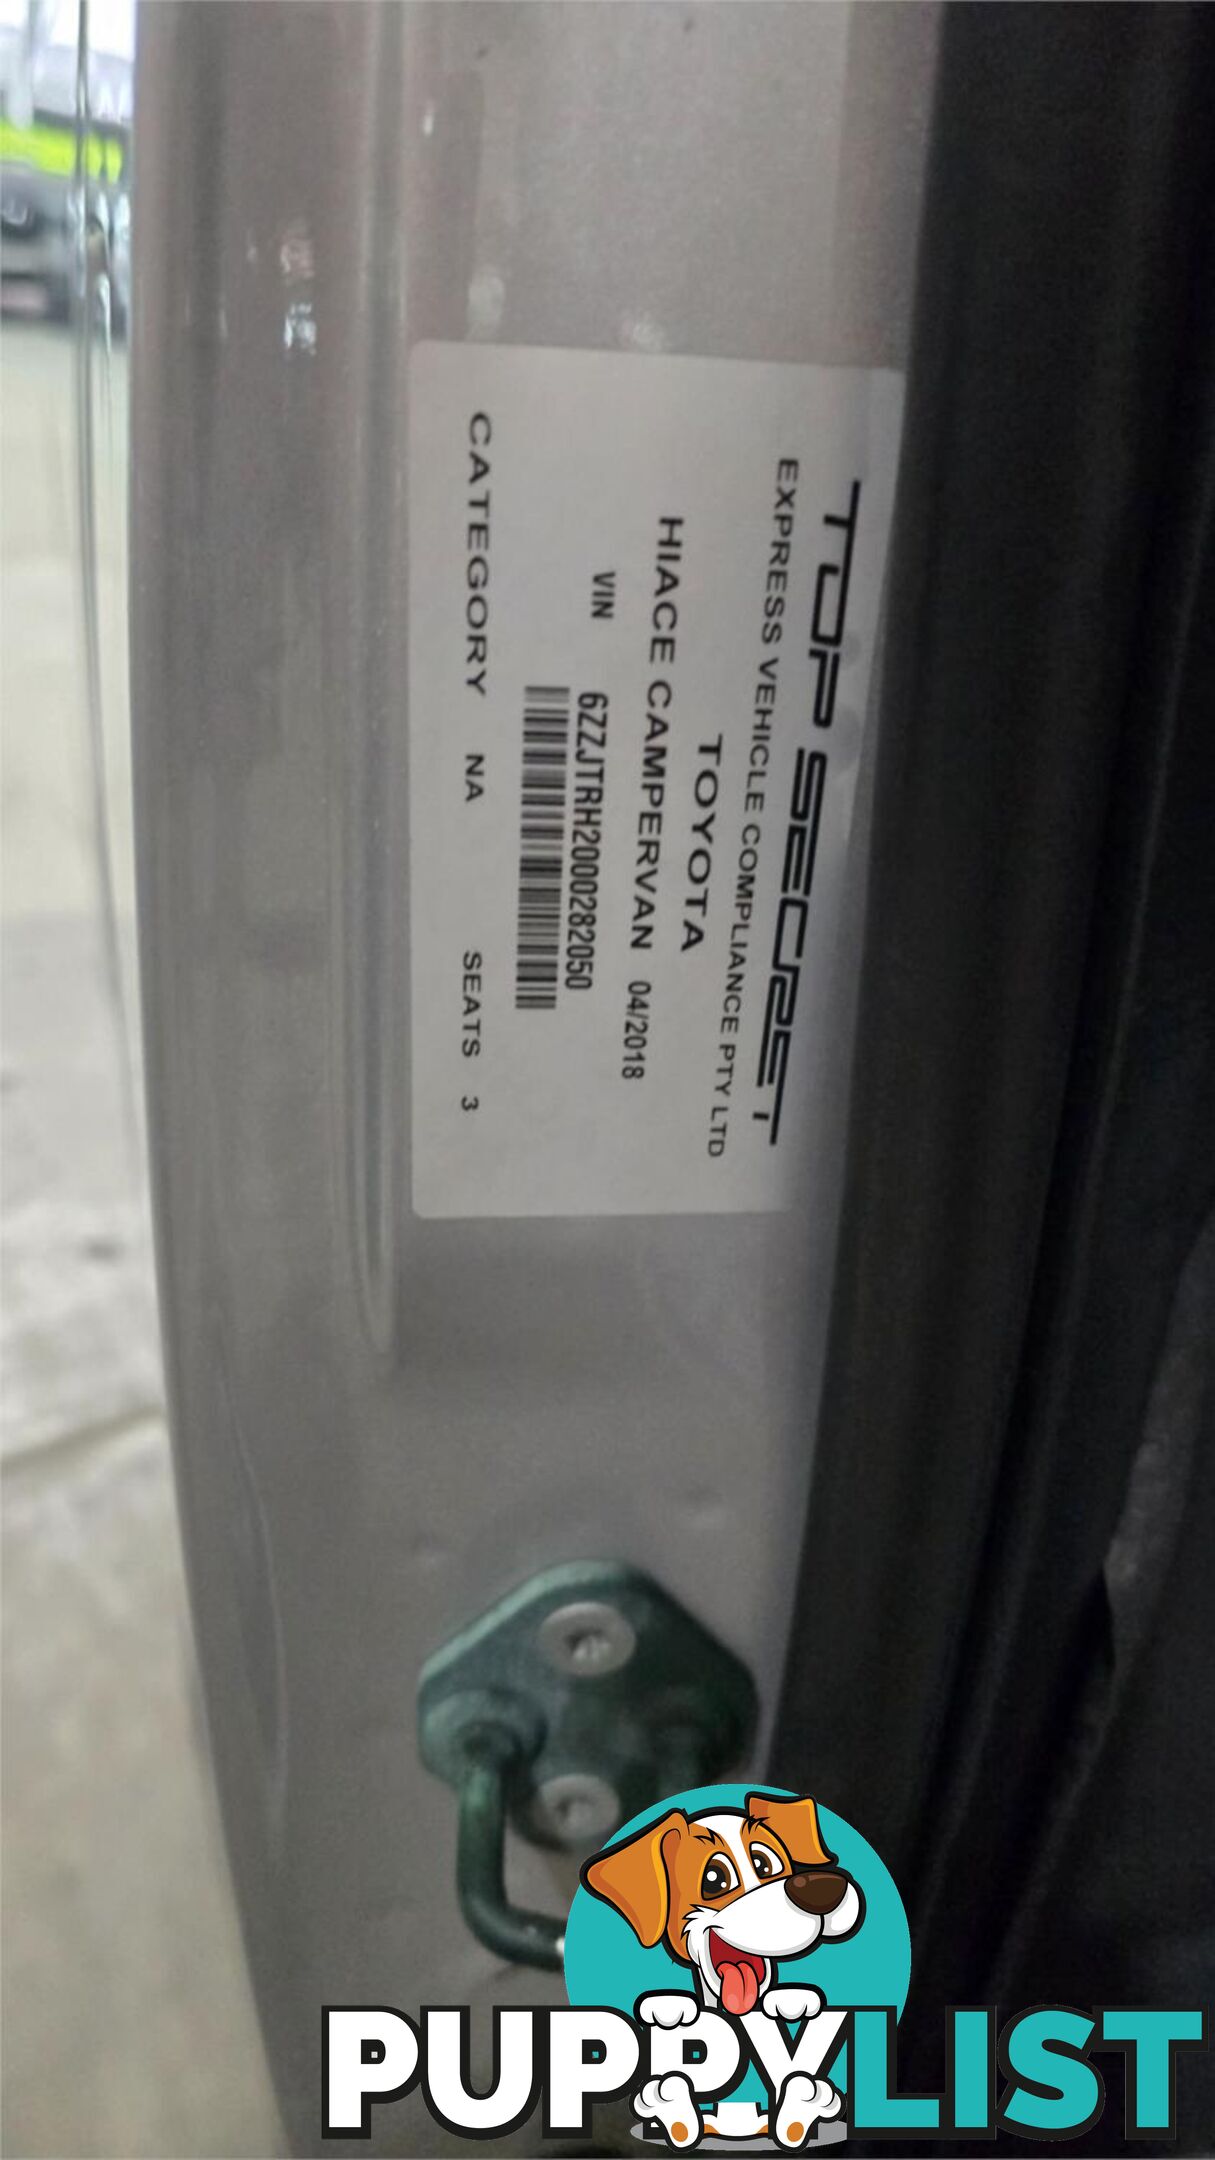 TOP SECRET
EXPRESS VEHICLE COMPLIANCE PTY LTD
TOYOTA
HIACE CAMPERVAN 04/2018
VIN 6ZZJTRH2000282050
CATEGORY NA SEATS 3
PUPPYLIST